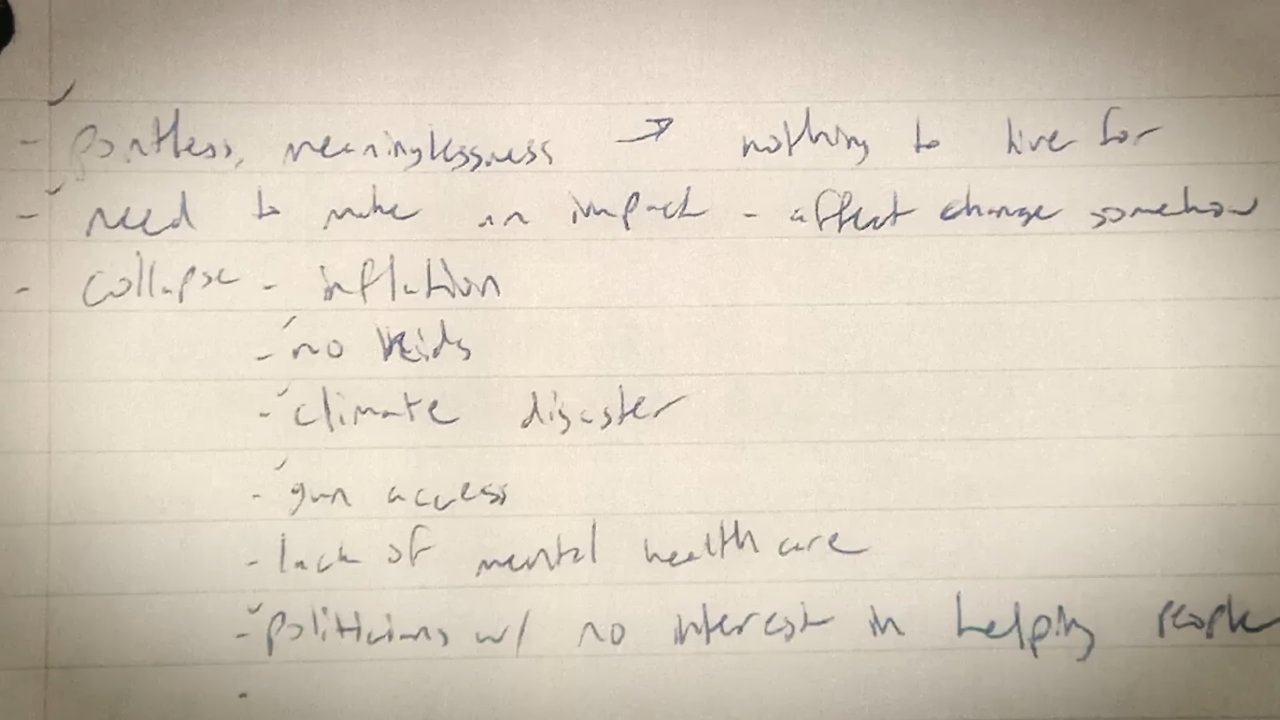 - pointless, meaninglessness → nothing to live for
- need to make an impact - affect change somehow
- collapse - inflation
- no kids
- climate disaster
- gun access
- lack of mental health care
- politicians w/ no interest in helping people
-